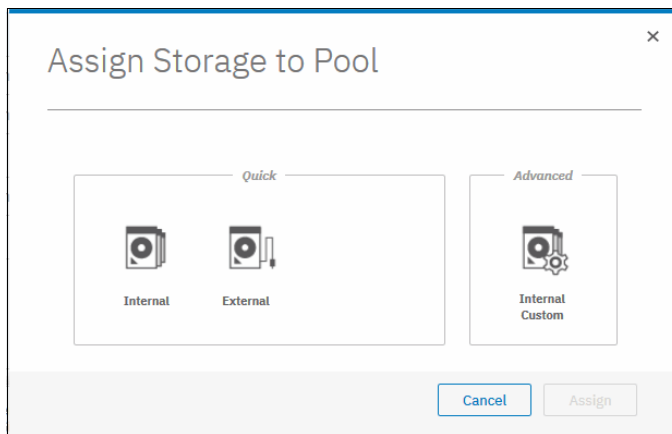 ×
Assign Storage to Pool
Quick
Advanced
Internal
External
Internal
Custom
Cancel
Assign